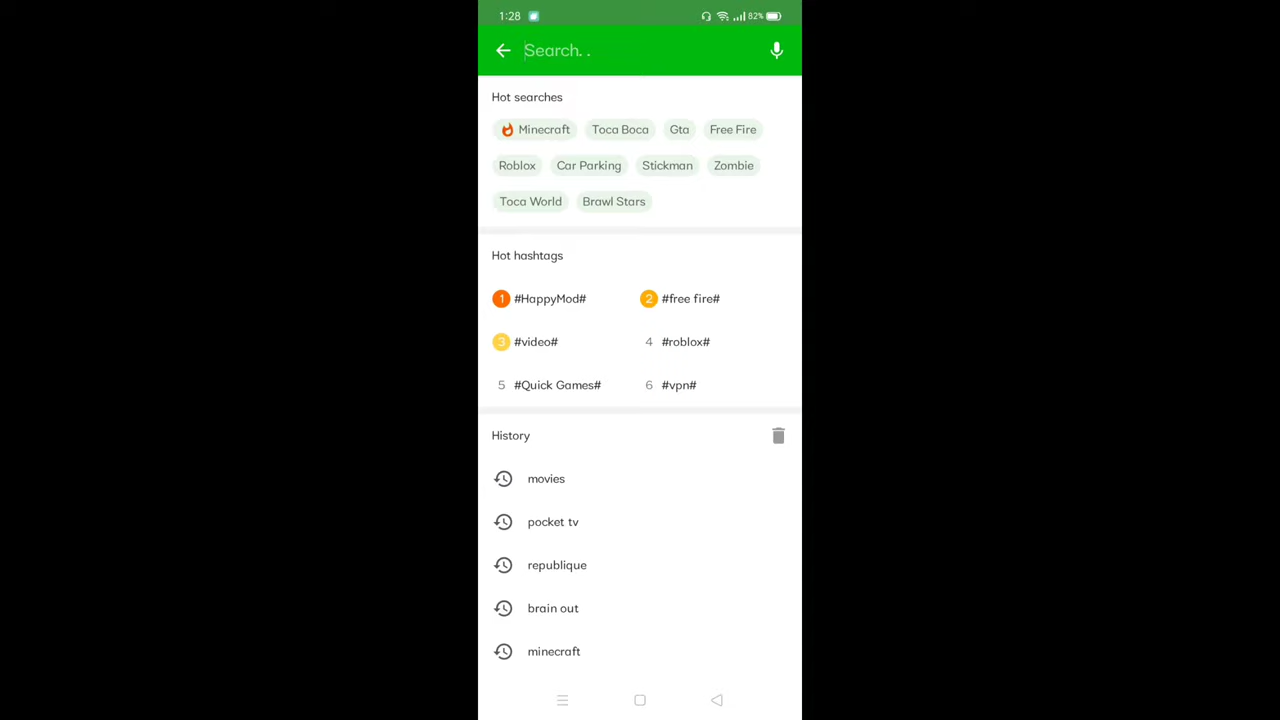 1:28 82%
Search. .
Hot searches
Minecraft Toca Boca Gta Free Fire
Roblox Car Parking Stickman Zombie
Toca World Brawl Stars
Hot hashtags
1 #HappyMod# 2 #free fire#
3 #video# 4 #roblox#
5 #Quick Games# 6 #vpn#
History
movies
pocket tv
republique
brain out
minecraft